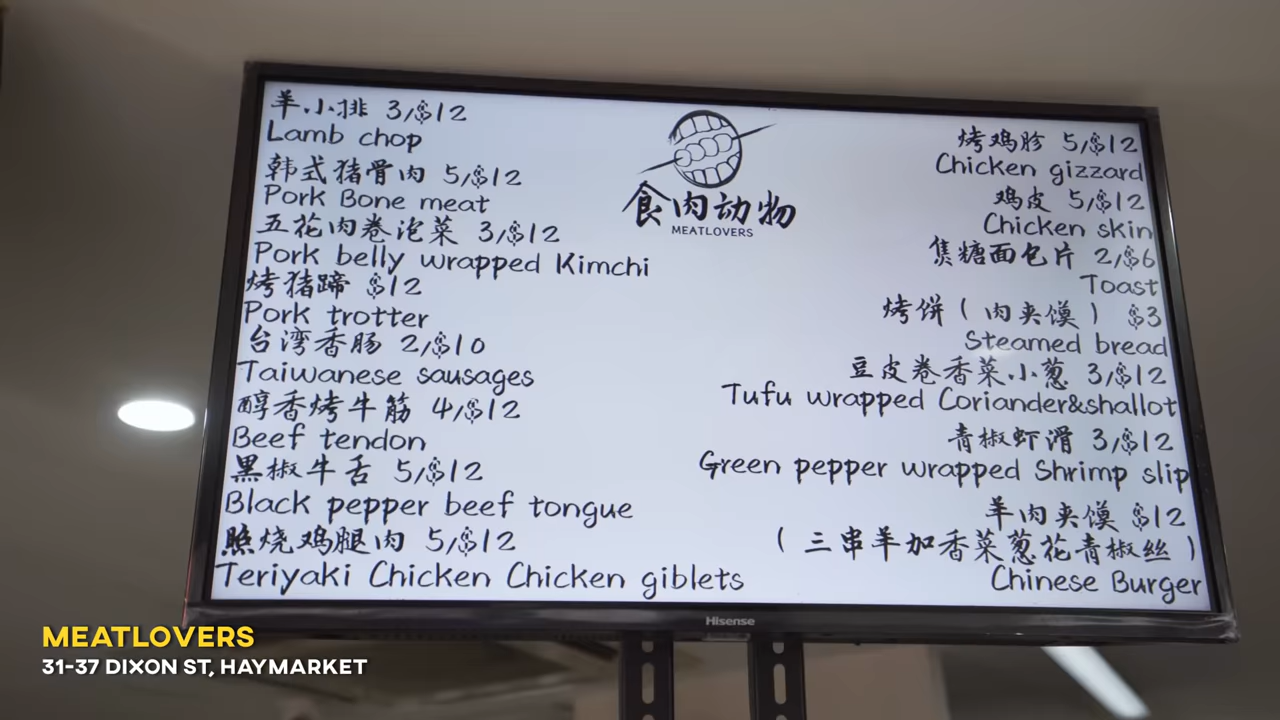 羊小排 3/$12
Lamb chop
韩式猪骨肉 5/$12
Pork Bone meat
五花肉卷泡菜 3/$12
Pork belly wrapped Kimchi
烤猪蹄 $12
Pork trotter
台湾香肠 2/$10
Taiwanese sausages
醇香烤牛筋 4/$12
Beef tendon
黑椒牛舌 5/$12
Black pepper beef tongue
照烧鸡腿肉 5/$12
Teriyaki Chicken Chicken giblets
食肉动物
MEATLOVERS
烤鸡胗 5/$12
Chicken gizzard
鸡皮 5/$12
Chicken skin
焦糖面包片 2/$6
Toast
烤饼(肉夹馍) $3
Steamed bread
豆皮卷香菜小葱 3/$12
Tufu wrapped Coriander&shallot
青椒虾滑 3/$12
Green pepper wrapped Shrimp slip
羊肉夹馍 $12
(三串羊加香菜葱花青椒丝)
Chinese Burger
Hisense
MEATLOVERS
31-37 DIXON ST, HAYMARKET